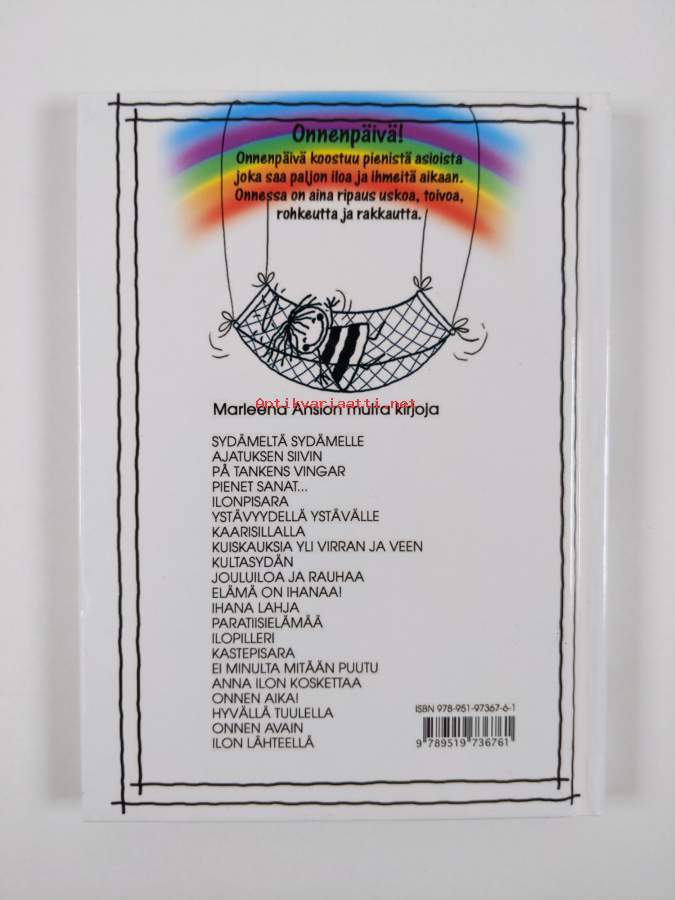 Onnenpäivä!
Onnenpäivä koostuu pienistä asioista
joka saa paljon iloa ja ihmeitä aikaan.
Onnessa on aina ripaus uskoa, toivoa,
rohkeutta ja rakkautta.
Antikvariaatti.net
Marleena Ansion muita kirjoja
SYDÄMELTÄ SYDÄMELLE
AJATUKSEN SIIVIN
PÅ TANKENS VINGAR
PIENET SANAT...
ILONPISARA
YSTÄVYYDELLÄ YSTÄVÄLLE
KAARISILLALLA
KUISKAUKSIA YLI VIRRAN JA VEEN
KULTASYDÄN
JOULUILOA JA RAUHAA
ELÄMÄ ON IHANAA!
IHANA LAHJA
PARATIISIELÄMÄÄ
ILOPILLERI
KASTEPISARA
EI MINULTA MITÄÄN PUUTU
ANNA ILON KOSKETTAA
ONNEN AIKA!
HYVÄLLÄ TUULELLA
ONNEN AVAIN
ILON LÄHTEELLÄ
ISBN 978-951-97367-6-1
9 789519 736761